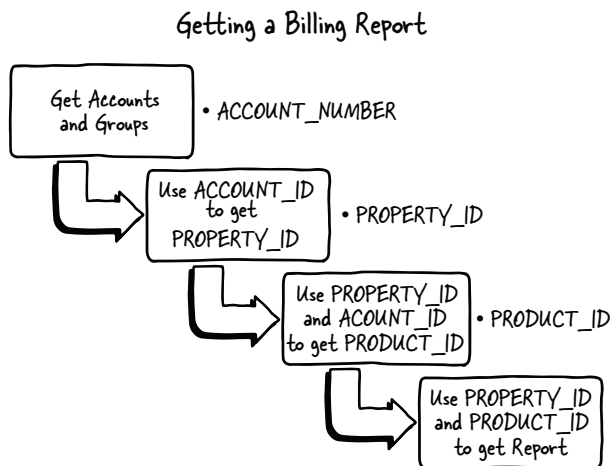 Getting a Billing Report
Get Accounts
and Groups
• ACCOUNT_NUMBER
Use ACCOUNT_ID
to get
PROPERTY_ID
• PROPERTY_ID
Use PROPERTY_ID
and ACOUNT_ID
to get PRODUCT_ID
• PRODUCT_ID
Use PROPERTY_ID
and PRODUCT_ID
to get Report